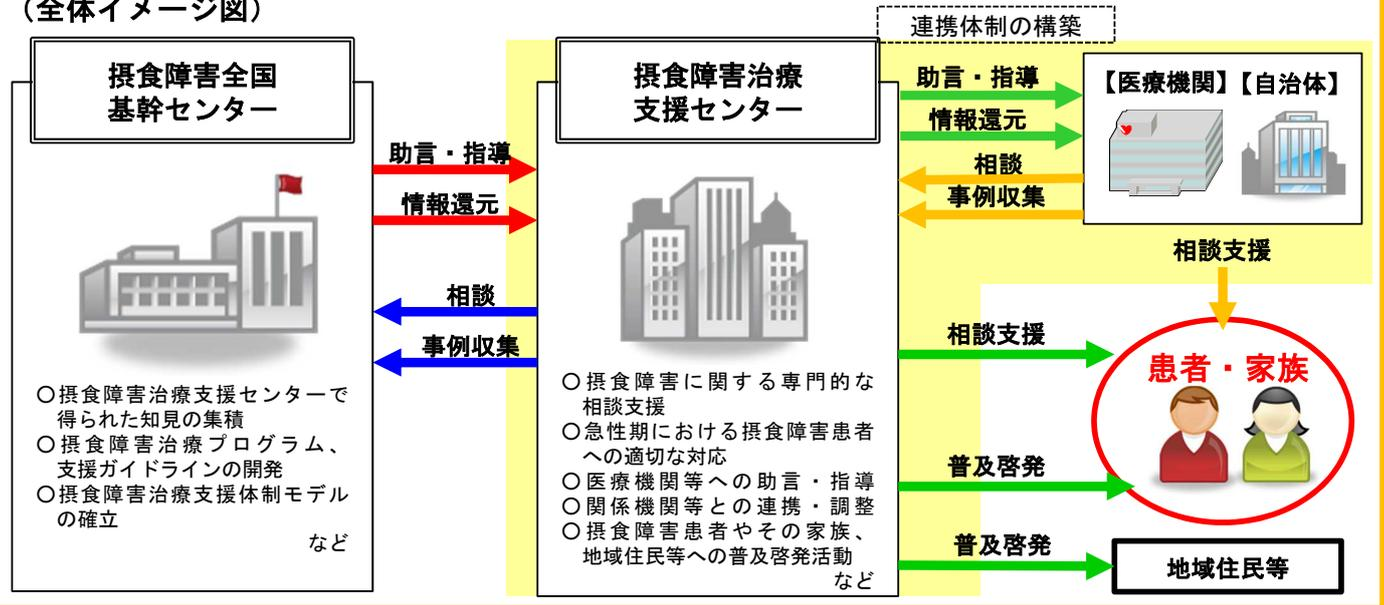 （全体イメージ図）
摂食障害全国
基幹センター
〇摂食障害治療支援センターで
得られた知見の集積
〇摂食障害治療プログラム、
支援ガイドラインの開発
〇摂食障害治療支援体制モデル
の確立
など
助言・指導
情報還元
相談
事例収集
摂食障害治療
支援センター
〇摂食障害に関する専門的な
相談支援
〇急性期における摂食障害患者
への適切な対応
〇医療機関等への助言・指導
〇関係機関等との連携・調整
〇摂食障害患者やその家族、
地域住民等への普及啓発活動
など
連携体制の構築
助言・指導
情報還元
相談
事例収集
【医療機関】【自治体】
相談支援
相談支援
患者・家族
普及啓発
普及啓発
地域住民等